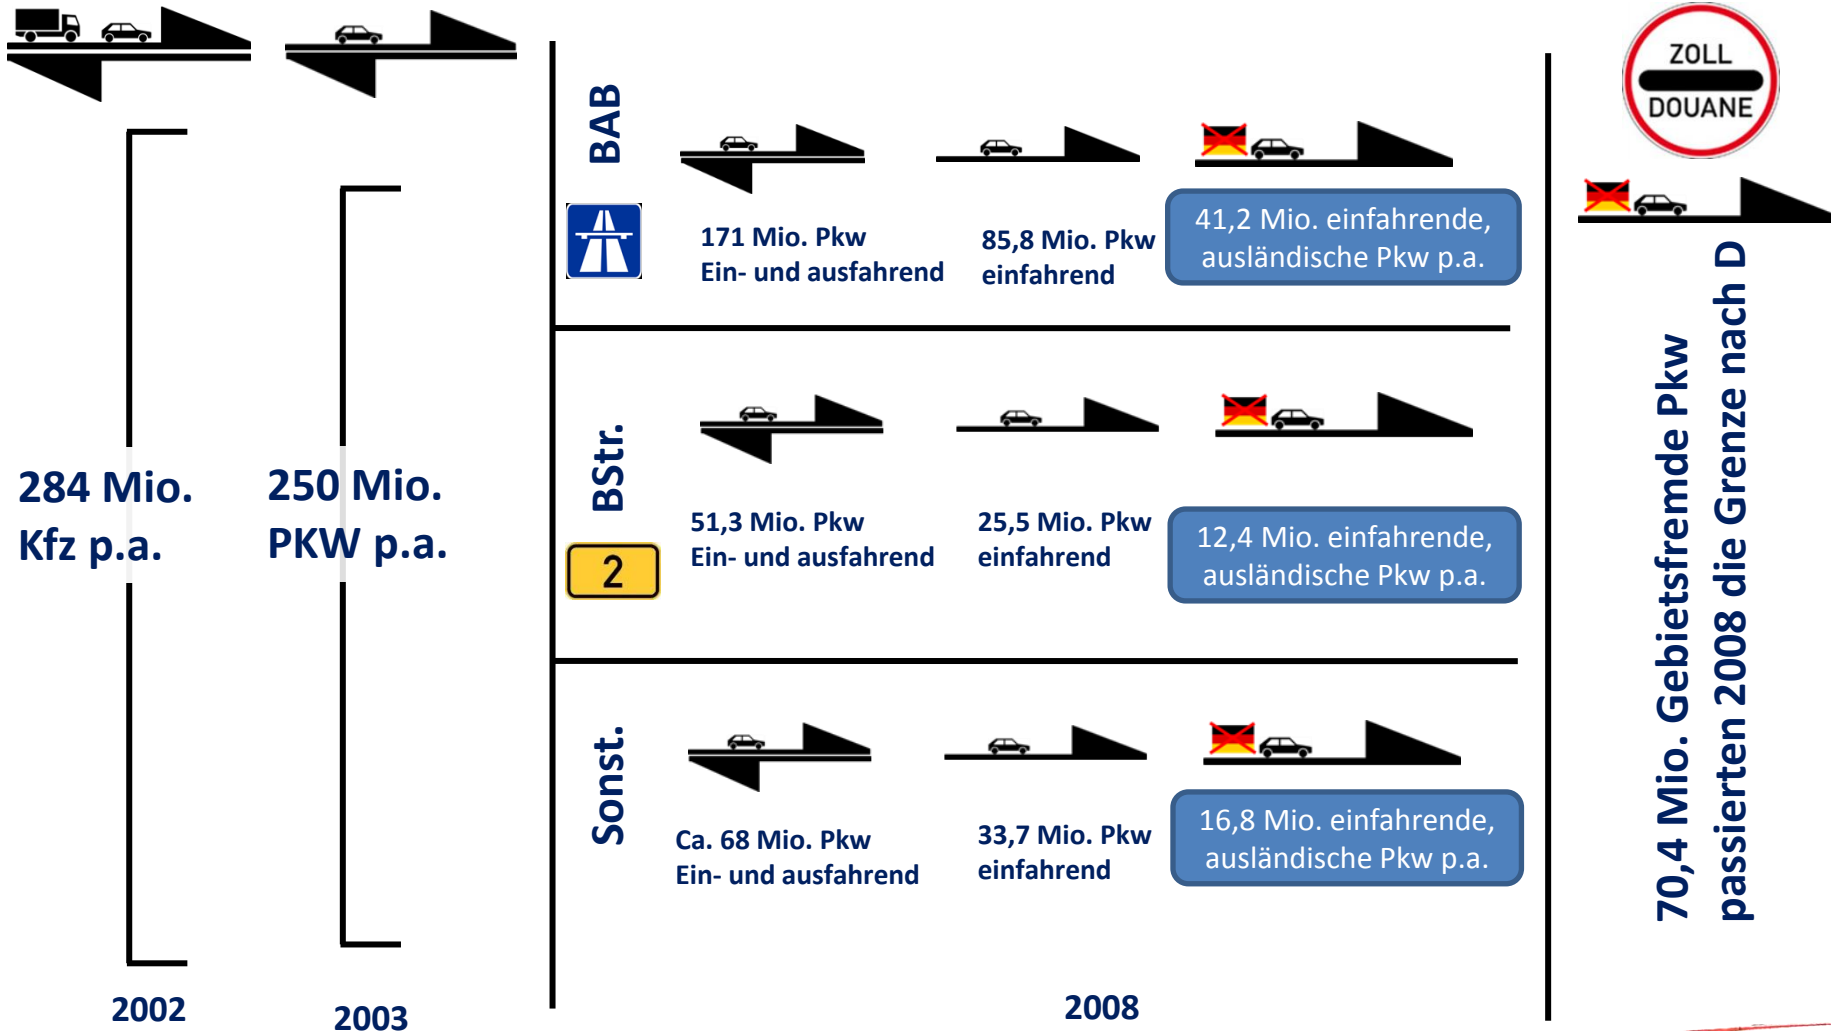 284 Mio.
Kfz p.a.
2002
250 Mio.
PKW p.a.
2003
BAB
171 Mio. Pkw
Ein- und ausfahrend
85,8 Mio. Pkw
einfahrend
41,2 Mio. einfahrende,
ausländische Pkw p.a.
BStr.
2
51,3 Mio. Pkw
Ein- und ausfahrend
25,5 Mio. Pkw
einfahrend
12,4 Mio. einfahrende,
ausländische Pkw p.a.
Sonst.
Ca. 68 Mio. Pkw
Ein- und ausfahrend
33,7 Mio. Pkw
einfahrend
16,8 Mio. einfahrende,
ausländische Pkw p.a.
2008
ZOLL
DOUANE
70,4 Mio. Gebietsfremde Pkw
passierten 2008 die Grenze nach D